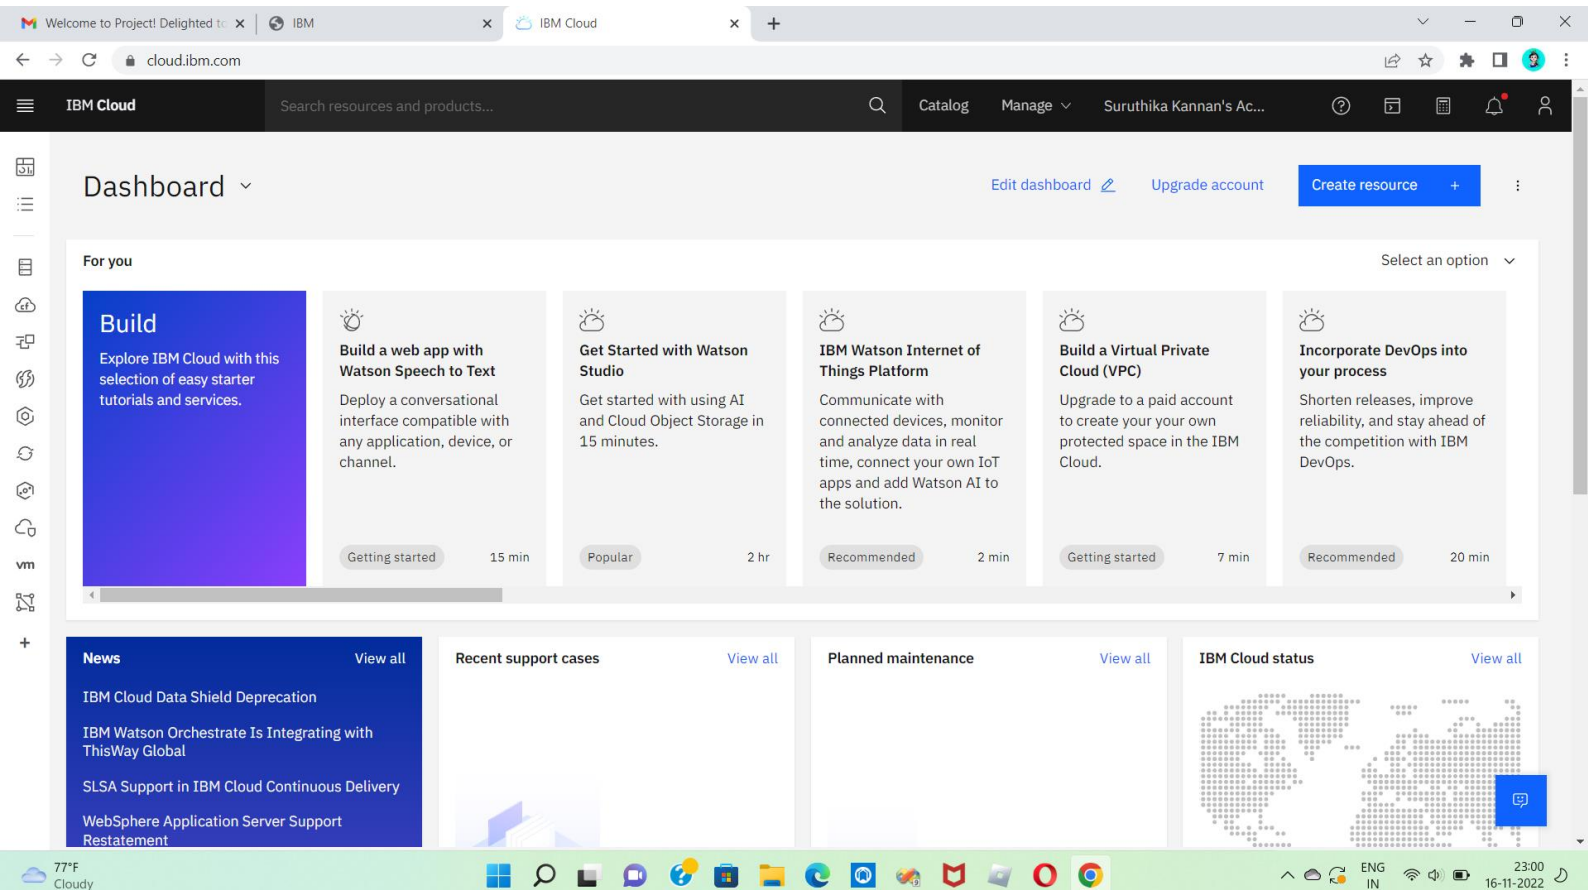 Welcome to Project! Delighted to
IBM
IBM Cloud
cloud.ibm.com
IBM Cloud
Search resources and products...
Catalog
Manage
Suruthika Kannan's Ac...
Dashboard
Edit dashboard
Upgrade account
Create resource +
For you
Select an option
Build
Explore IBM Cloud with this
selection of easy starter
tutorials and services.
Build a web app with
Watson Speech to Text
Deploy a conversational
interface compatible with
any application, device, or
channel.
Getting started
15 min
Get Started with Watson
Studio
Get started with using AI
and Cloud Object Storage in
15 minutes.
Popular
2 hr
IBM Watson Internet of
Things Platform
Communicate with
connected devices, monitor
and analyze data in real
time, connect your own IoT
apps and add Watson AI to
the solution.
Recommended
2 min
Build a Virtual Private
Cloud (VPC)
Upgrade to a paid account
to create your your own
protected space in the IBM
Cloud.
Getting started
7 min
Incorporate DevOps into
your process
Shorten releases, improve
reliability, and stay ahead of
the competition with IBM
DevOps.
Recommended
20 min
vm
News
View all
IBM Cloud Data Shield Deprecation
IBM Watson Orchestrate Is Integrating with
ThisWay Global
SLSA Support in IBM Cloud Continuous Delivery
WebSphere Application Server Support
Restatement
Recent support cases
View all
Planned maintenance
View all
IBM Cloud status
View all
77°F
Cloudy
ENG
IN
23:00
16-11-2022